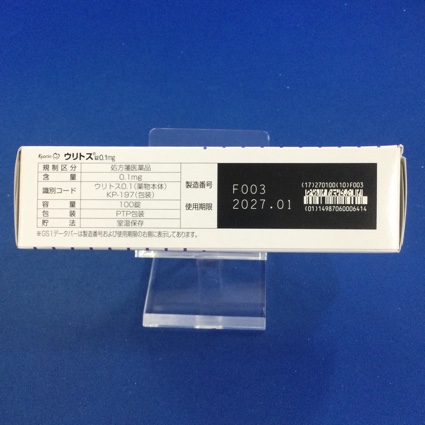 Kyorin ウリトス®錠0.1mg
規制区分 処方箋医薬品
含量 0.1mg
識別コード ウリトス0.1(薬物本体)
KP-197(包装)
容量 100錠
包装 PTP包装
貯法 室温保存
※GS1データバーは製造番号および使用期限の右側に表示してあります。
製造番号 F003
使用期限 2027.01
(17)270100(10)F003
(01)14987060006414